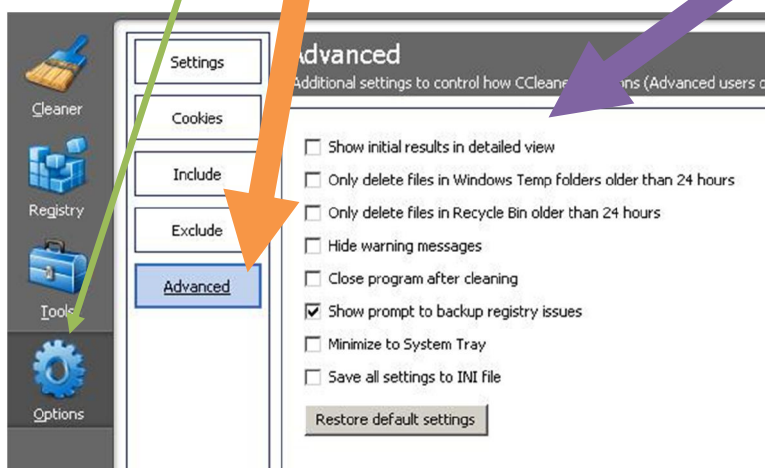 Cleaner
Registry
Tools
Options
Settings
Cookies
Include
Exclude
Advanced
Advanced
Additional settings to control how (Advanced users
Show initial results in detailed view
Only delete files in Windows Temp folders older than 24 hours
Only delete files in Recycle Bin older than 24 hours
Hide warning messages
Close program after cleaning
Show prompt to backup registry issues
Minimize to System Tray
Save all settings to INI file
Restore default settings